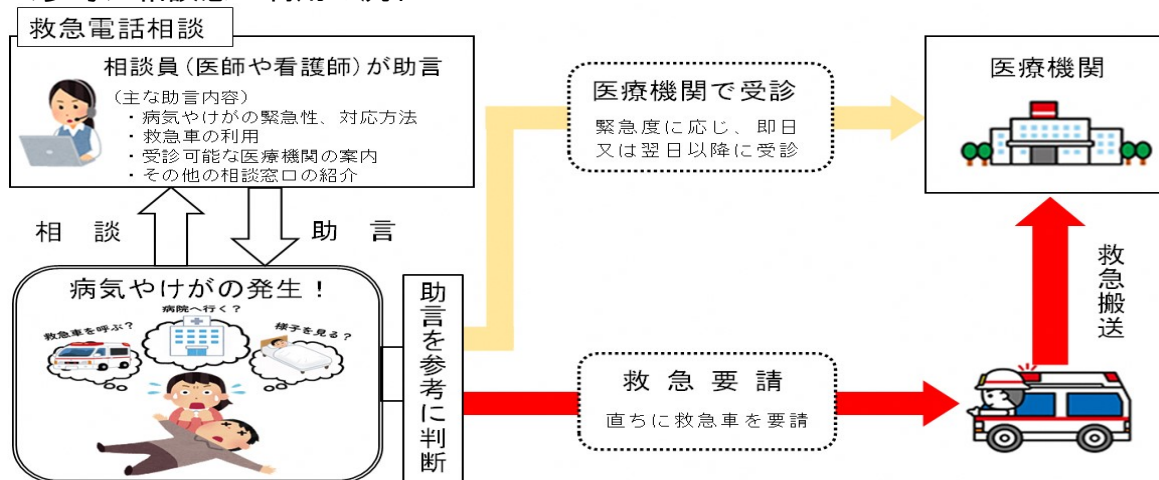 救急電話相談
相談員(医師や看護師)が助言
(主な助言内容)
・病気やけがの緊急性、対応方法
・救急車の利用
・受診可能な医療機関の案内
・その他の相談窓口の紹介
相 談
助 言
病気やけがの発生!
病院へ行く?
救急車を呼ぶ?
様子を見る?
助言を参考に判断
医療機関で受診
緊急度に応じ、即日
又は翌日以降に受診
救 急 要 請
直ちに救急車を要請
医療機関
救急搬送